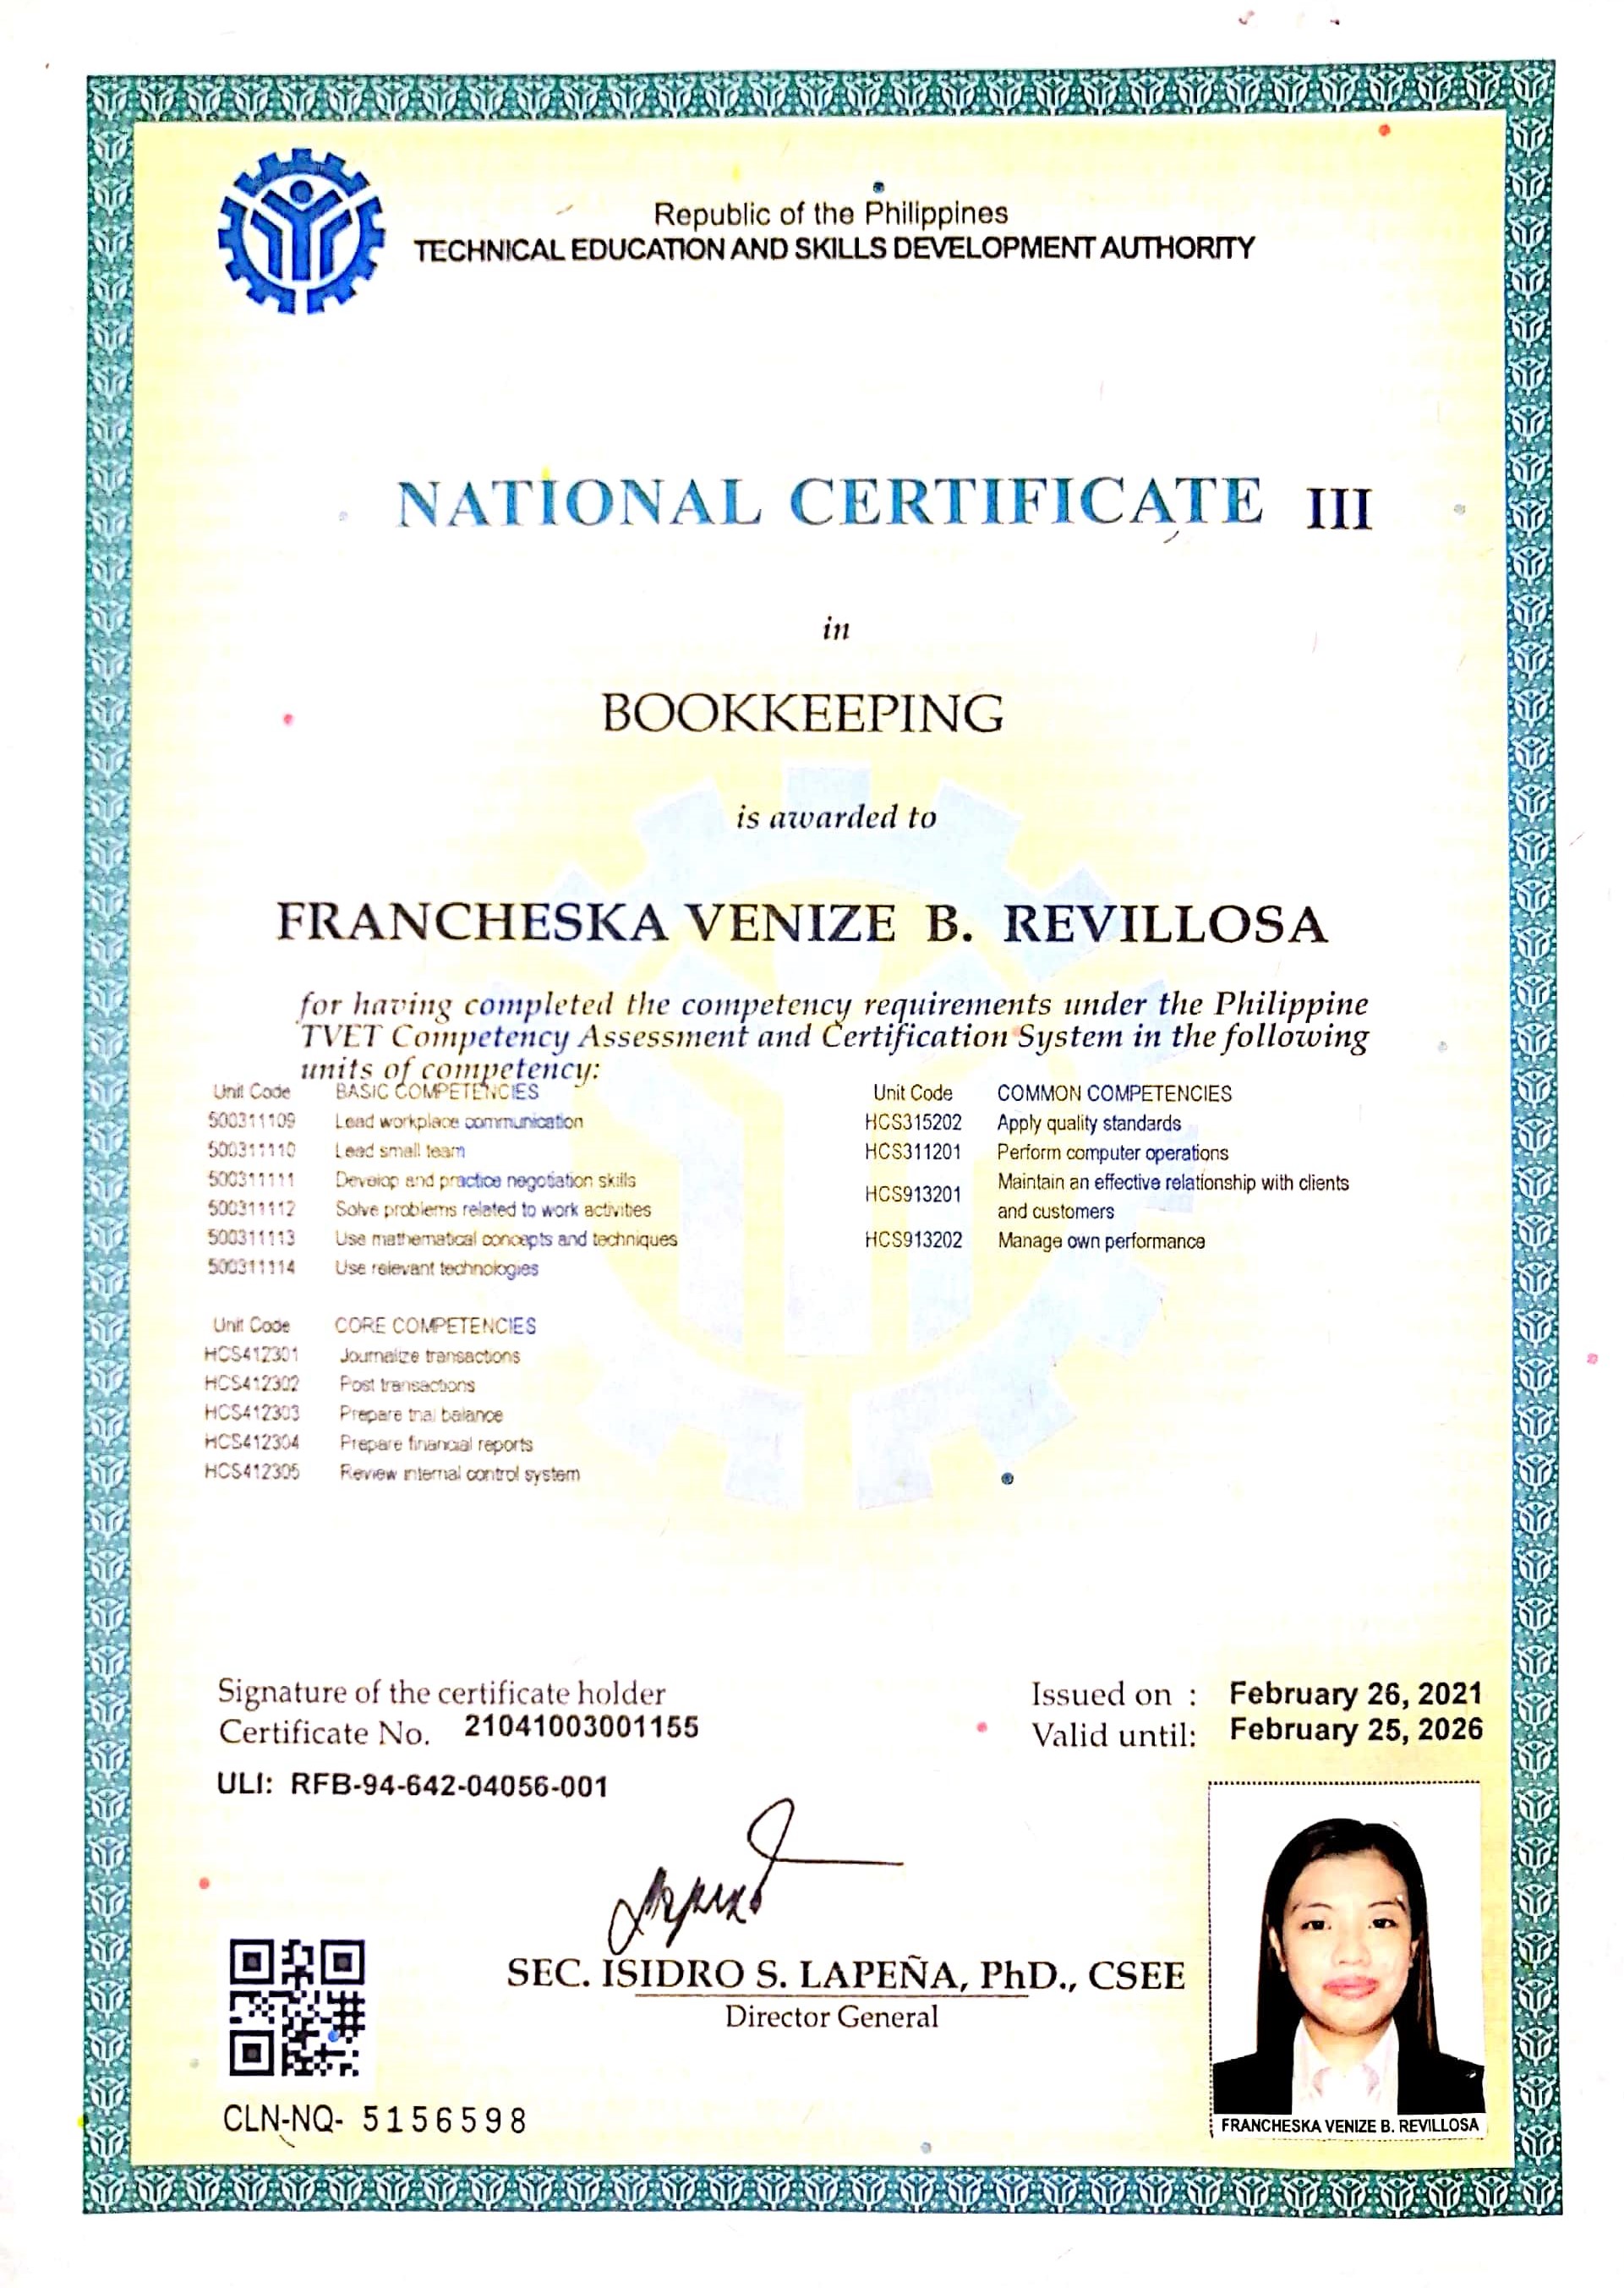 Republic of the Philippines
TECHNICAL EDUCATION AND SKILLS DEVELOPMENT AUTHORITY
NATIONAL CERTIFICATE III
in
BOOKKEEPING
is awarded to
FRANCHESKA VENIZE B. REVILLOSA
for having completed the competency requirements under the Philippine
TVET Competency Assessment and Certification System in the following
units of competency:
Unit Code BASIC COMPETENCIES
500311109 Lead workplace communication
500311110 Lead small team
500311111 Develop and practice negotiation skills
500311112 Solve problems related to work activities
500311113 Use mathematical concepts and techniques
500311114 Use relevant technologies
Unit Code COMMON COMPETENCIES
HCS315202 Apply quality standards
HCS311201 Perform computer operations
HCS913201 Maintain an effective relationship with clients
and customers
HCS913202 Manage own performance
Unit Code CORE COMPETENCIES
HCS412301 Journalize transactions
HCS412302 Post transactions
HCS412303 Prepare trial balance
HCS412304 Prepare financial reports
HCS412305 Review internal control system
Signature of the certificate holder
Certificate No. 21041003001155
ULI: RFB-94-642-04056-001
Issued on : February 26, 2021
Valid until: February 25, 2026
SEC. ISIDRO S. LAPEÑA, PhD., CSEE
Director General
CLN-NQ- 5156598
FRANCHESKA VENIZE B. REVILLOSA